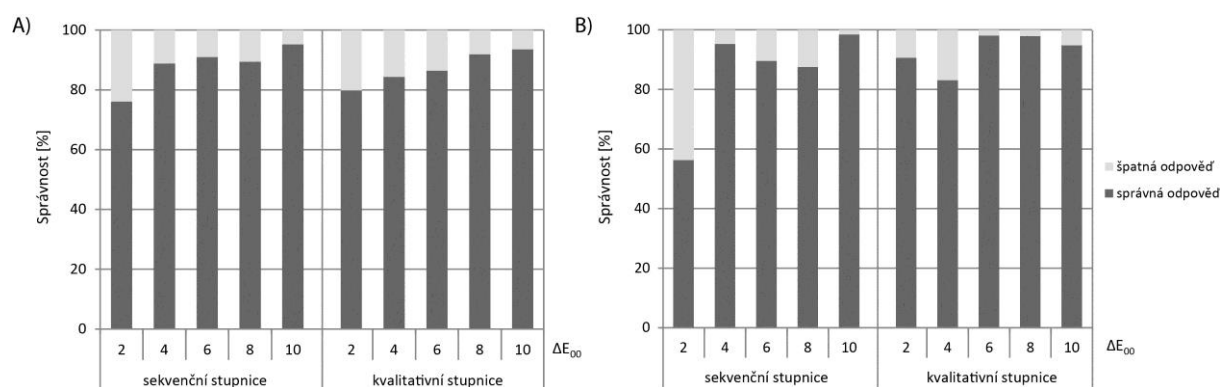 A)
Správnost [%]
100
80
60
40
20
0
2 4 6 8 10 2 4 6 8 10 ΔE₀₀
sekvenční stupnice kvalitativní stupnice
B)
Správnost [%]
100
80
60
40
20
0
2 4 6 8 10 2 4 6 8 10 ΔE₀₀
sekvenční stupnice kvalitativní stupnice
špatná odpověď
správná odpověď